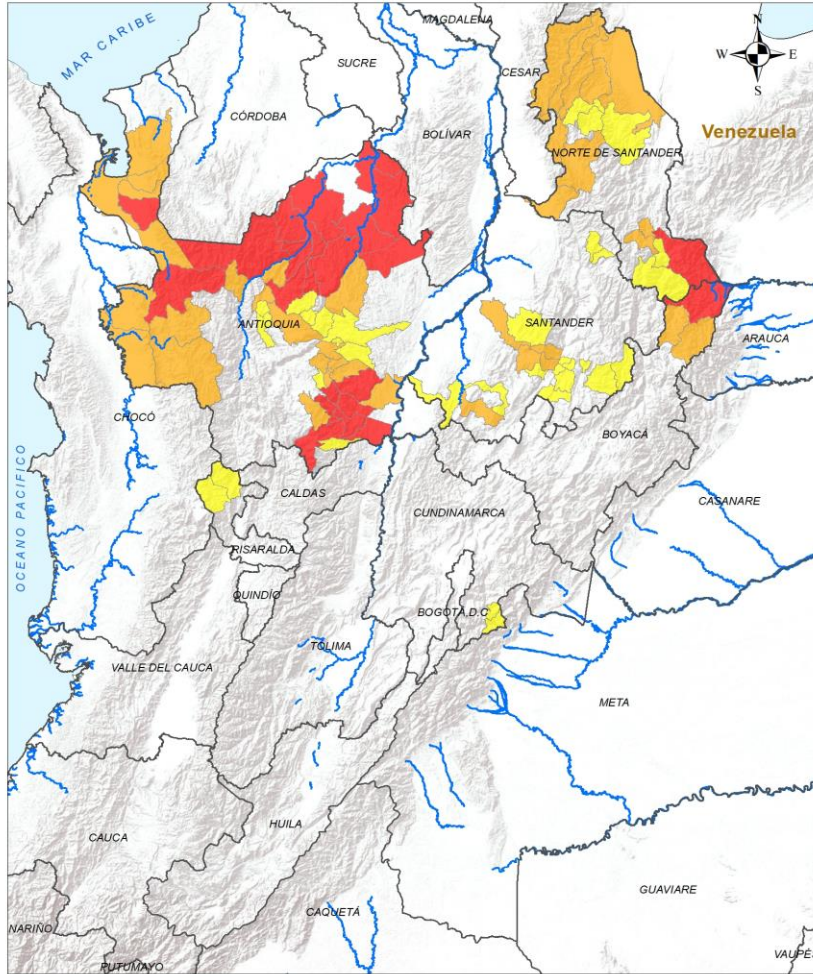 MAGDALENA
N
MAR CARIBE
SUCRE
CESAR
W
E
S
CÓRDOBA
BOLÍVAR
Venezuela
NORTE DE SANTANDER
ANTIOQUIA
SANTANDER
ARAUCA
CHOCÓ
BOYACÁ
OCEANO PACIFICO
CALDAS
CASANARE
CUNDINAMARCA
RISARALDA
QUINDÍO
BOGOTÁ D.C
TOLIMA
VALLE DEL CAUCA
META
HUILA
CAUCA
GUAVIARE
CAQUETÁ
NARIÑO
PUTUMAYO
VAUPÉS